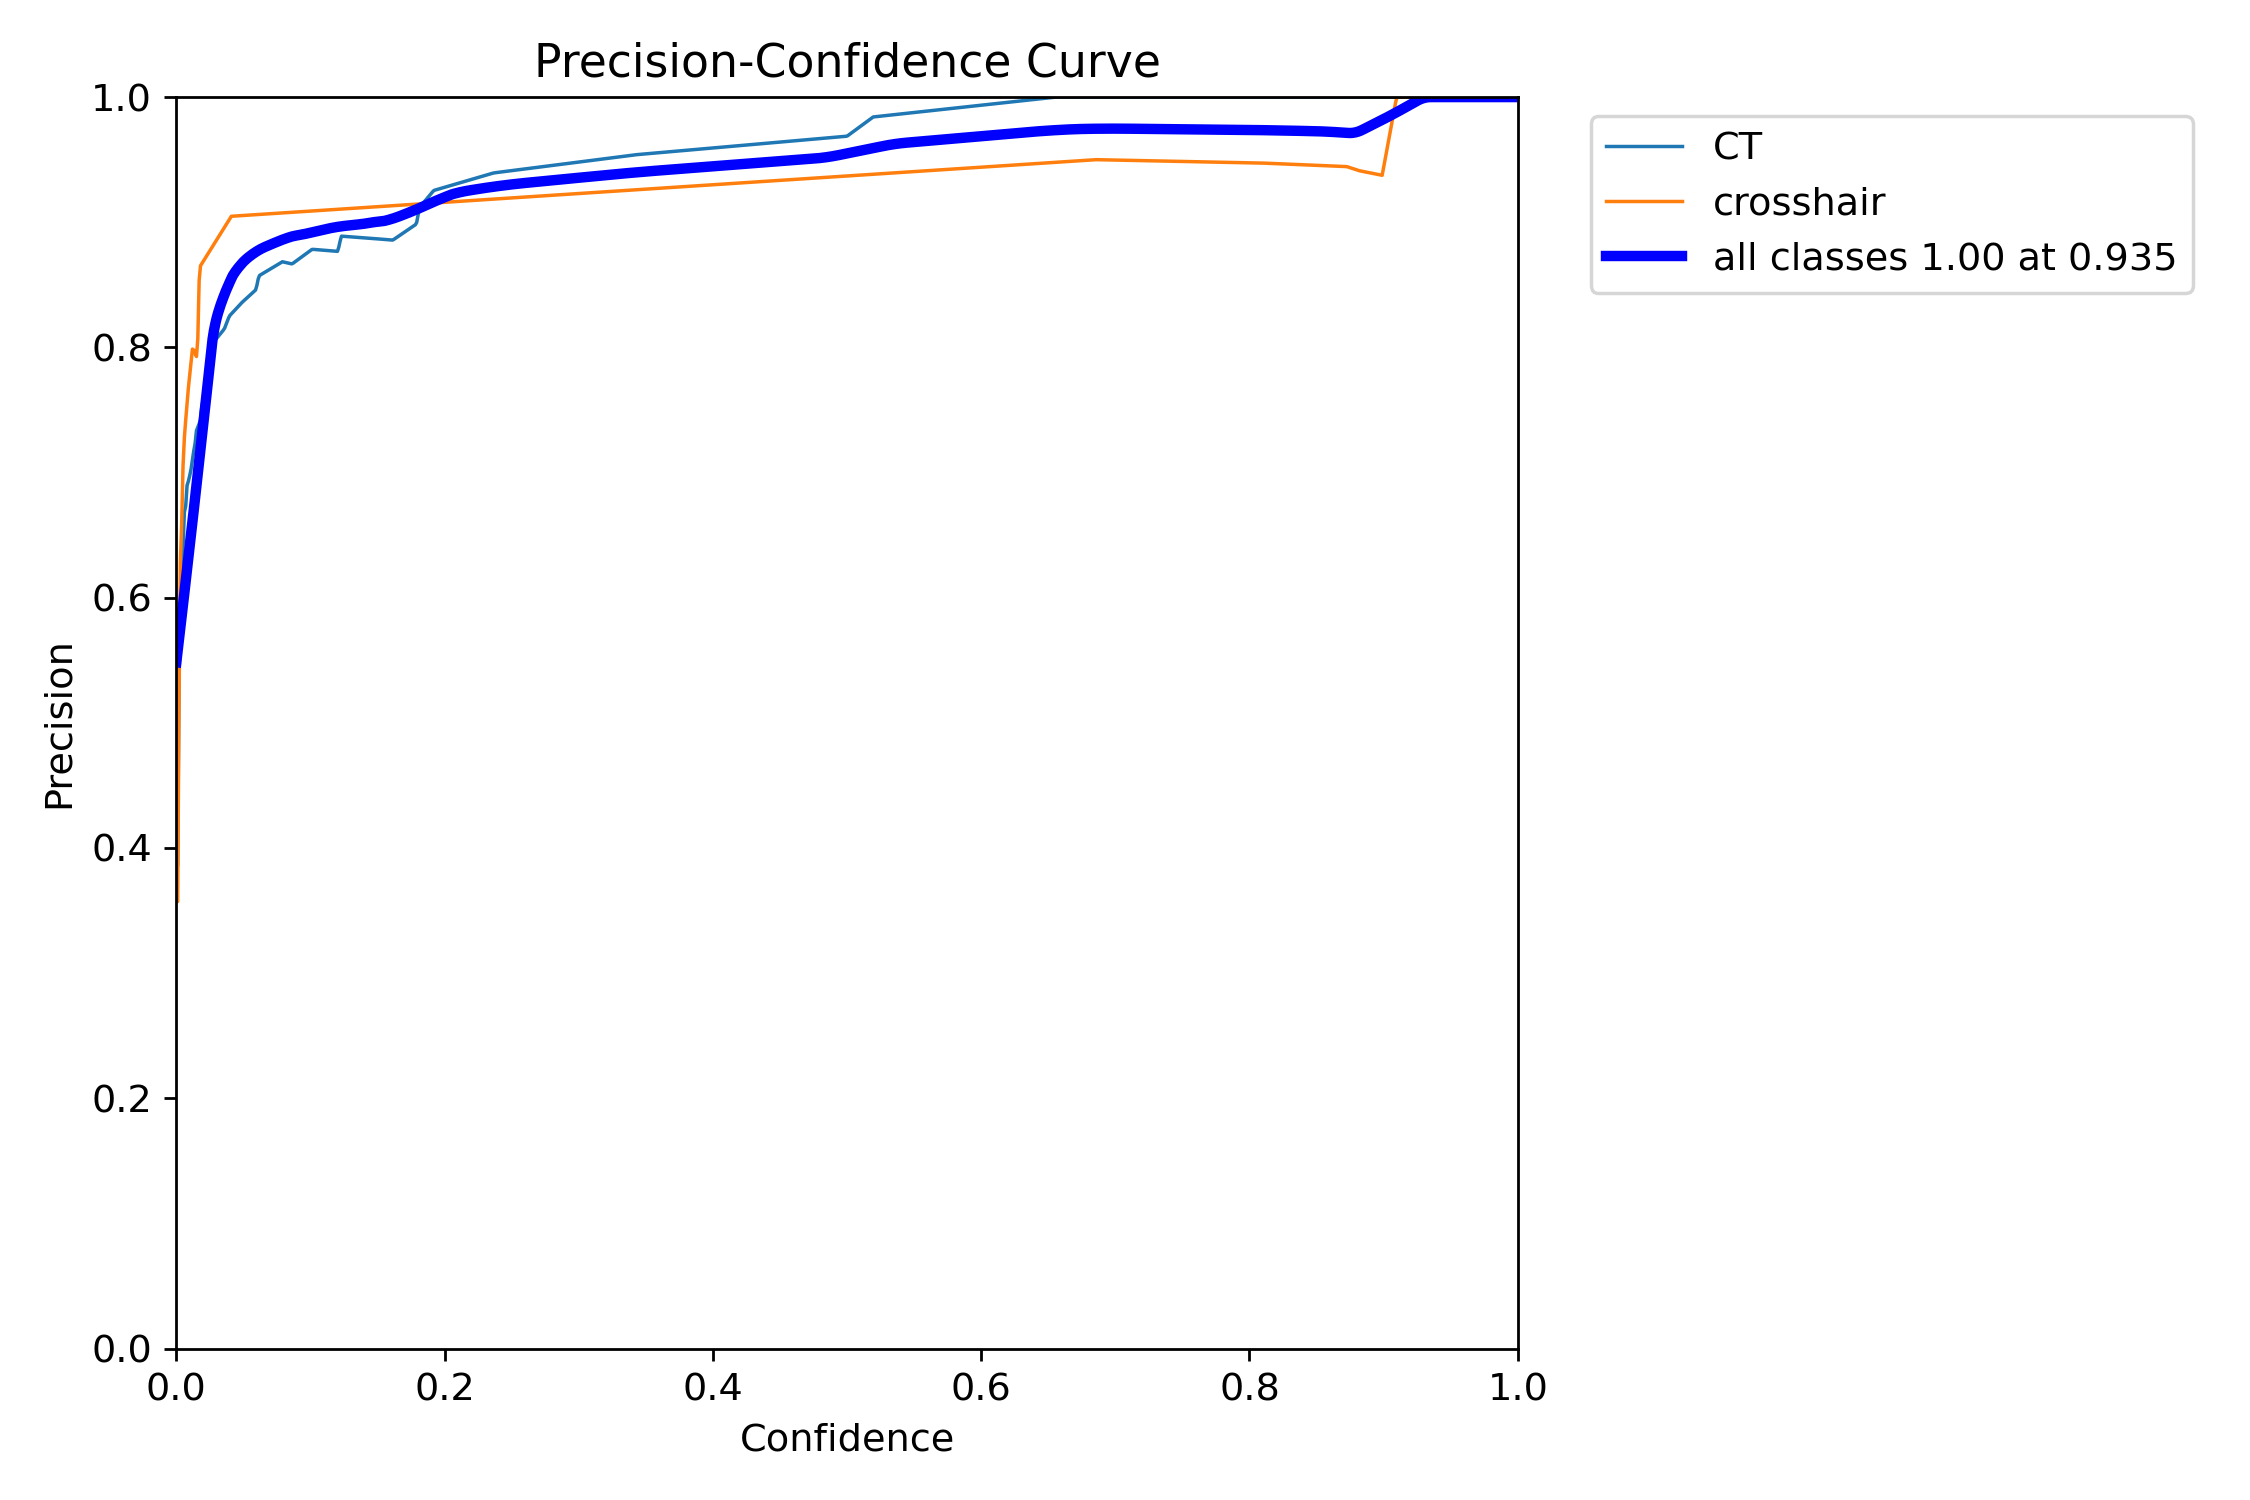 Precision-Confidence Curve
1.0
0.8
0.6
0.4
0.2
0.0
Precision
0.0 0.2 0.4 0.6 0.8 1.0
Confidence
CT
crosshair
all classes 1.00 at 0.935